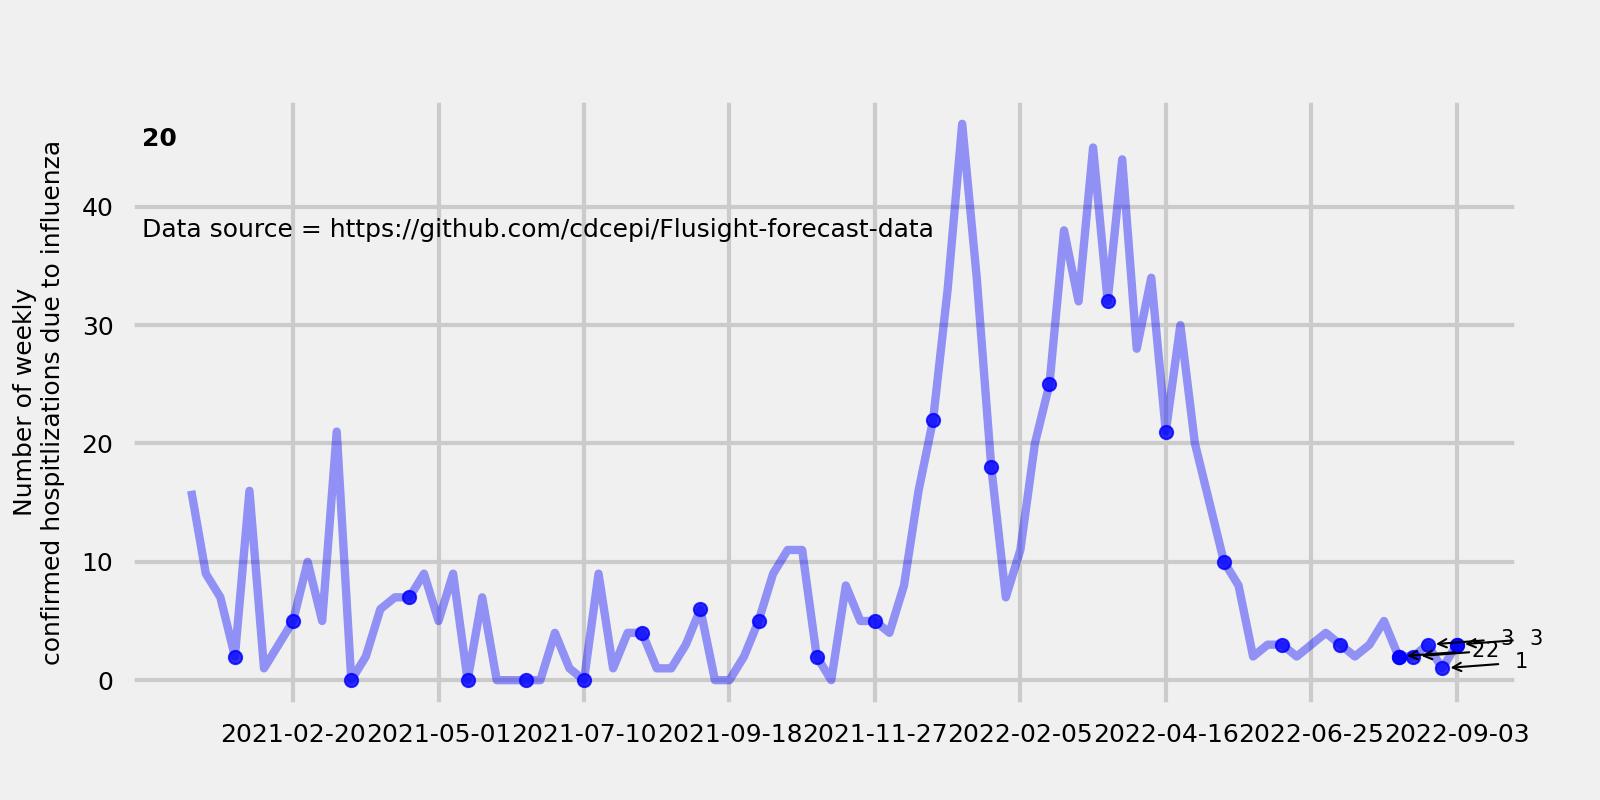 20
Data source = https://github.com/cdcepi/Flusight-forecast-data
Number of weekly
confirmed hospitlizations due to influenza
40
30
20
10
0
2 2 3 1 3
2021-02-20 2021-05-01 2021-07-10 2021-09-18 2021-11-27 2022-02-05 2022-04-16 2022-06-25 2022-09-03